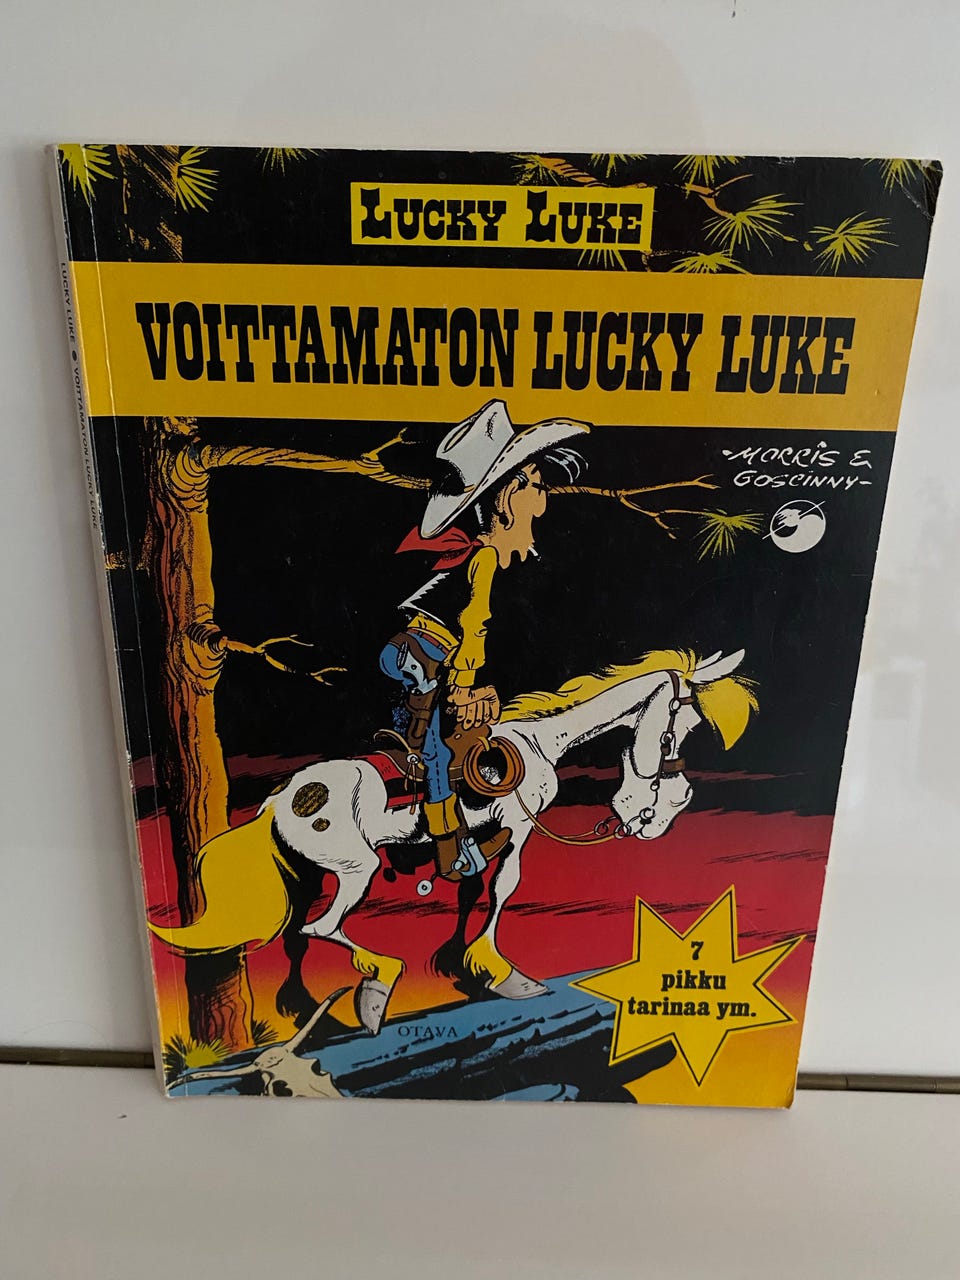 LUCKY LUKE
VOITTAMATON LUCKY LUKE
-MORRIS &
GOSCINNY-
7
pikku
tarinaa ym.
OTAVA
LUCKY LUKE • VOITTAMATON LUCKY LUKE